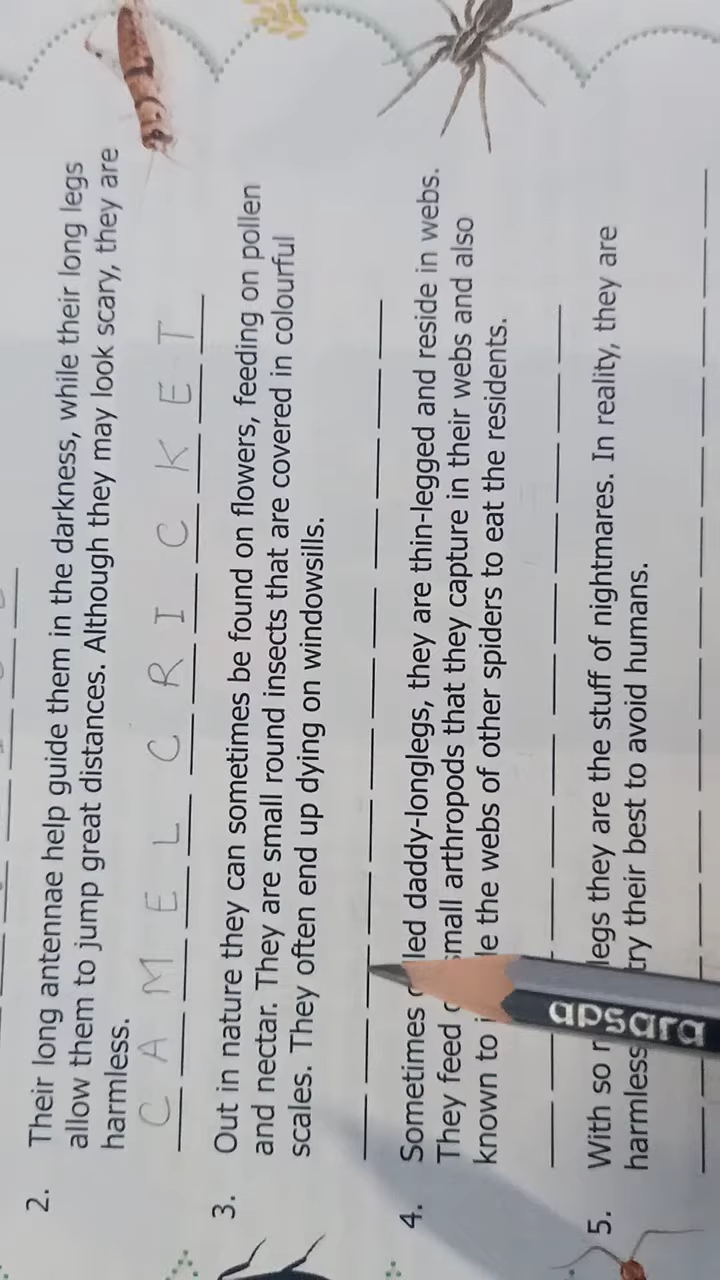 2. Their long antennae help guide them in the darkness, while their long legs
allow them to jump great distances. Although they may look scary, they are
harmless.
C A M E L C R I C K E T
3. Out in nature they can sometimes be found on flowers, feeding on pollen
and nectar. They are small round insects that are covered in colourful
scales. They often end up dying on windowsills.
4. Sometimes led daddy-longlegs, they are thin-legged and reside in webs.
They feed small arthropods that they capture in their webs and also
known to the webs of other spiders to eat the residents.
5. With so legs they are the stuff of nightmares. In reality, they are
harmless try their best to avoid humans.
apsara